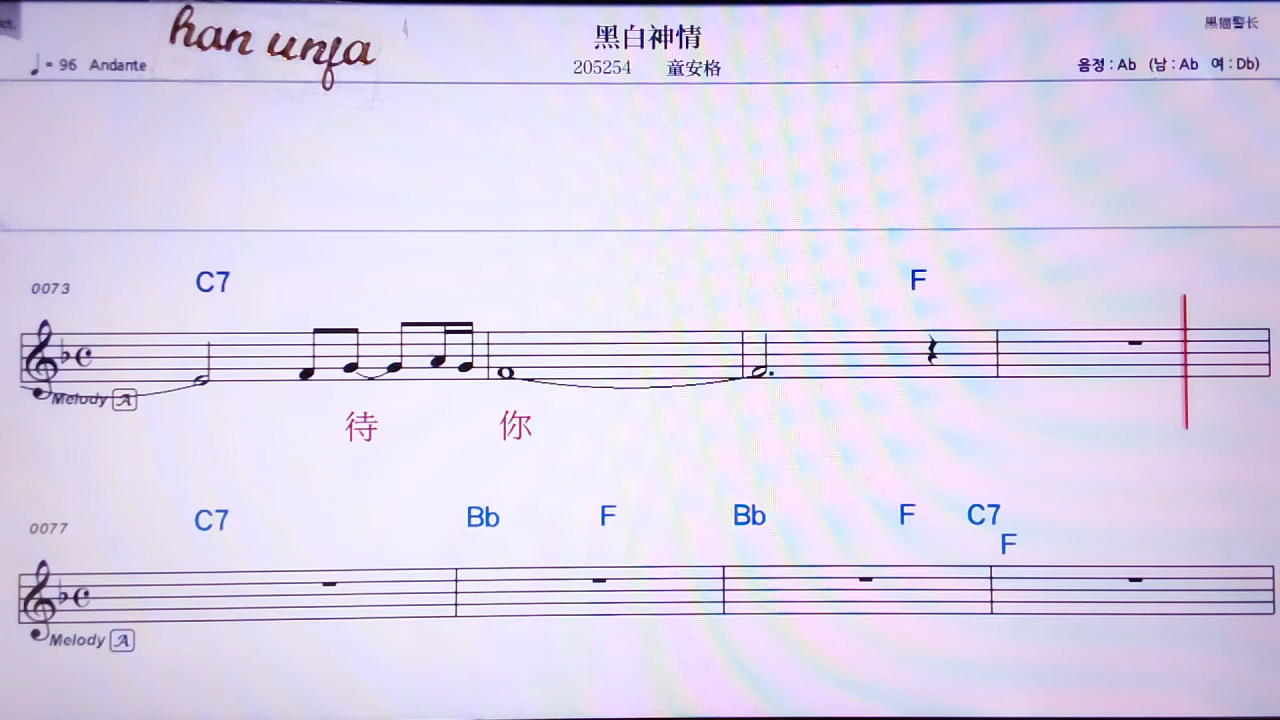 han unfa
黑白神情
黑猫警长
♩= 96 Andante
205254 童安格
음정 : Ab (남 : Ab 여 : Db)
C7 F
0073
Melody A
待 你
C7 Bb F Bb F C7
F
0077
Melody A